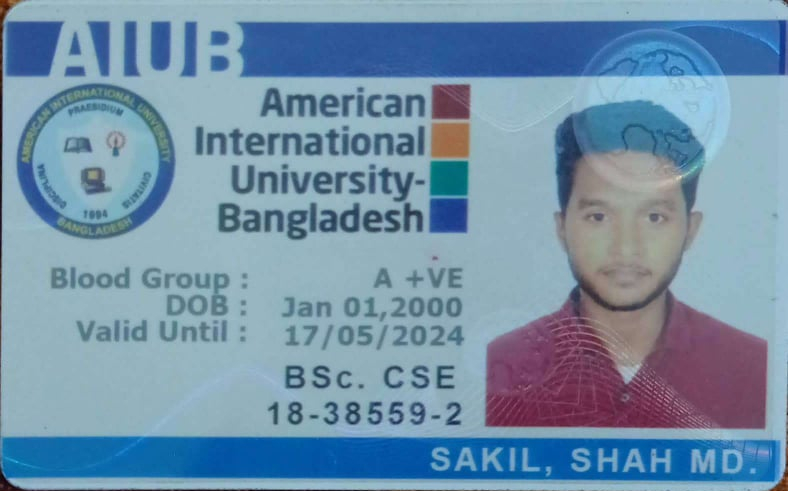 AIUB
AMERICAN INTERNATIONAL UNIVERSITY
PRAESIDIUM
DISCIPLINA
CIVITATIS
1994
BANGLADESH
American
International
University-
Bangladesh
Blood Group : A +VE
DOB : Jan 01,2000
Valid Until : 17/05/2024
BSc. CSE
18-38559-2
SAKIL, SHAH MD.